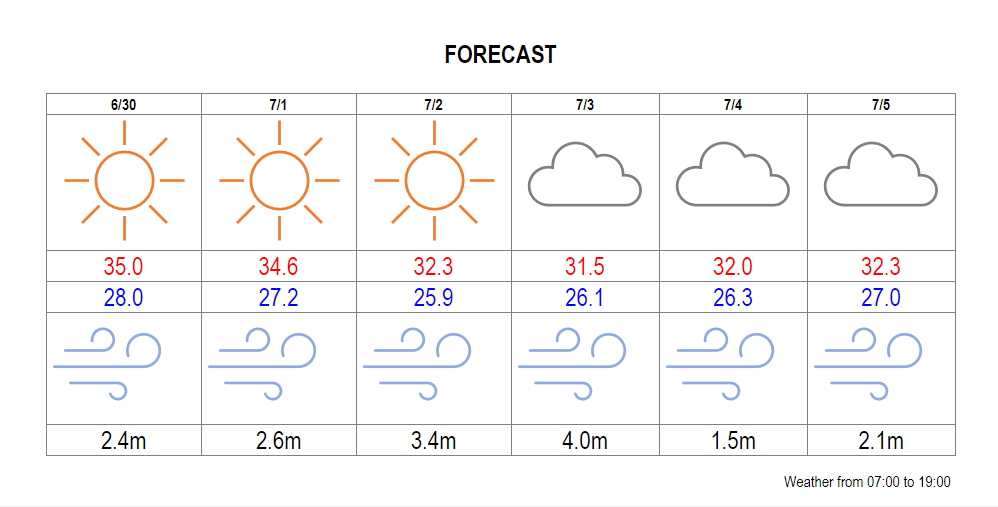 FORECAST
6/30 7/1 7/2 7/3 7/4 7/5
35.0 34.6 32.3 31.5 32.0 32.3
28.0 27.2 25.9 26.1 26.3 27.0
2.4m 2.6m 3.4m 4.0m 1.5m 2.1m
Weather from 07:00 to 19:00